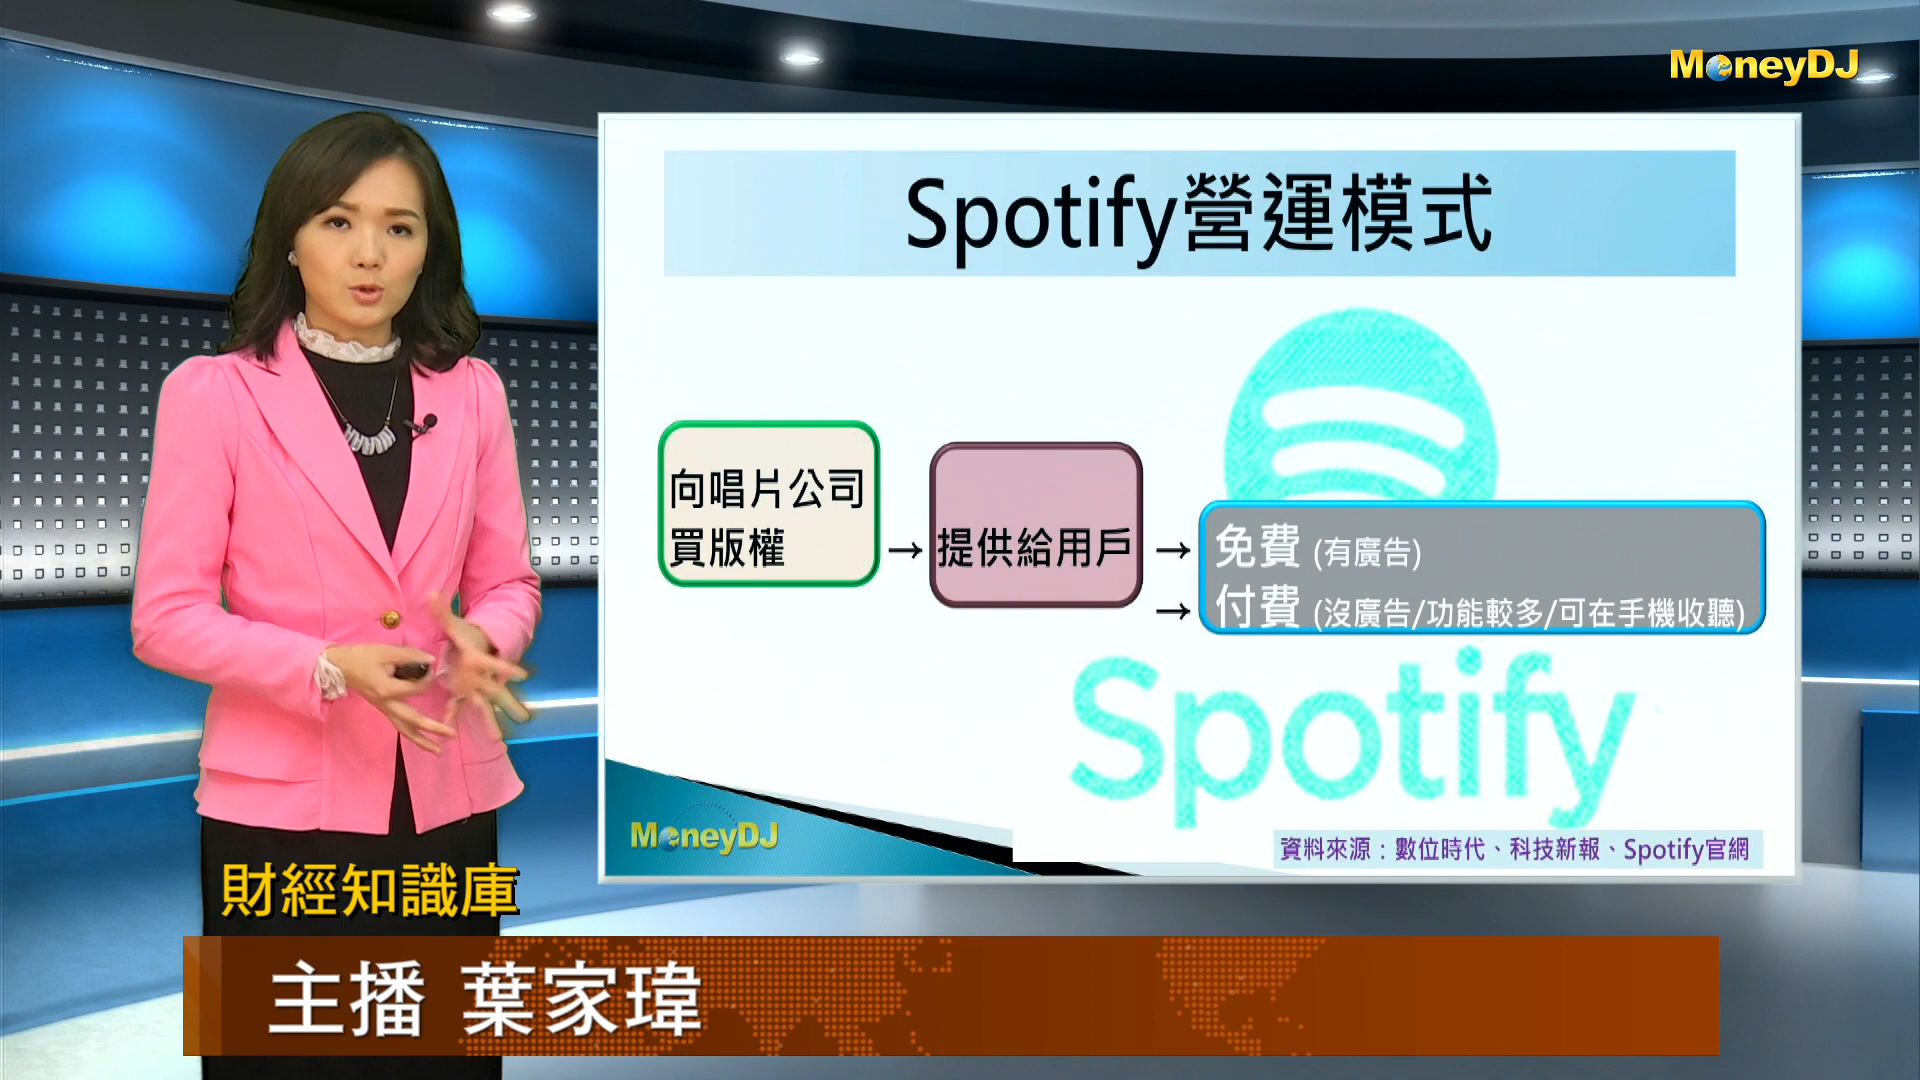 MoneyDJ
Spotify營運模式
向唱片公司
買版權
→
提供給用戶
→
免費 (有廣告)
→
付費 (沒廣告/功能較多/可在手機收聽)
Spotify
MoneyDJ
資料來源：數位時代、科技新報、Spotify官網
財經知識庫
主播 葉家瑋